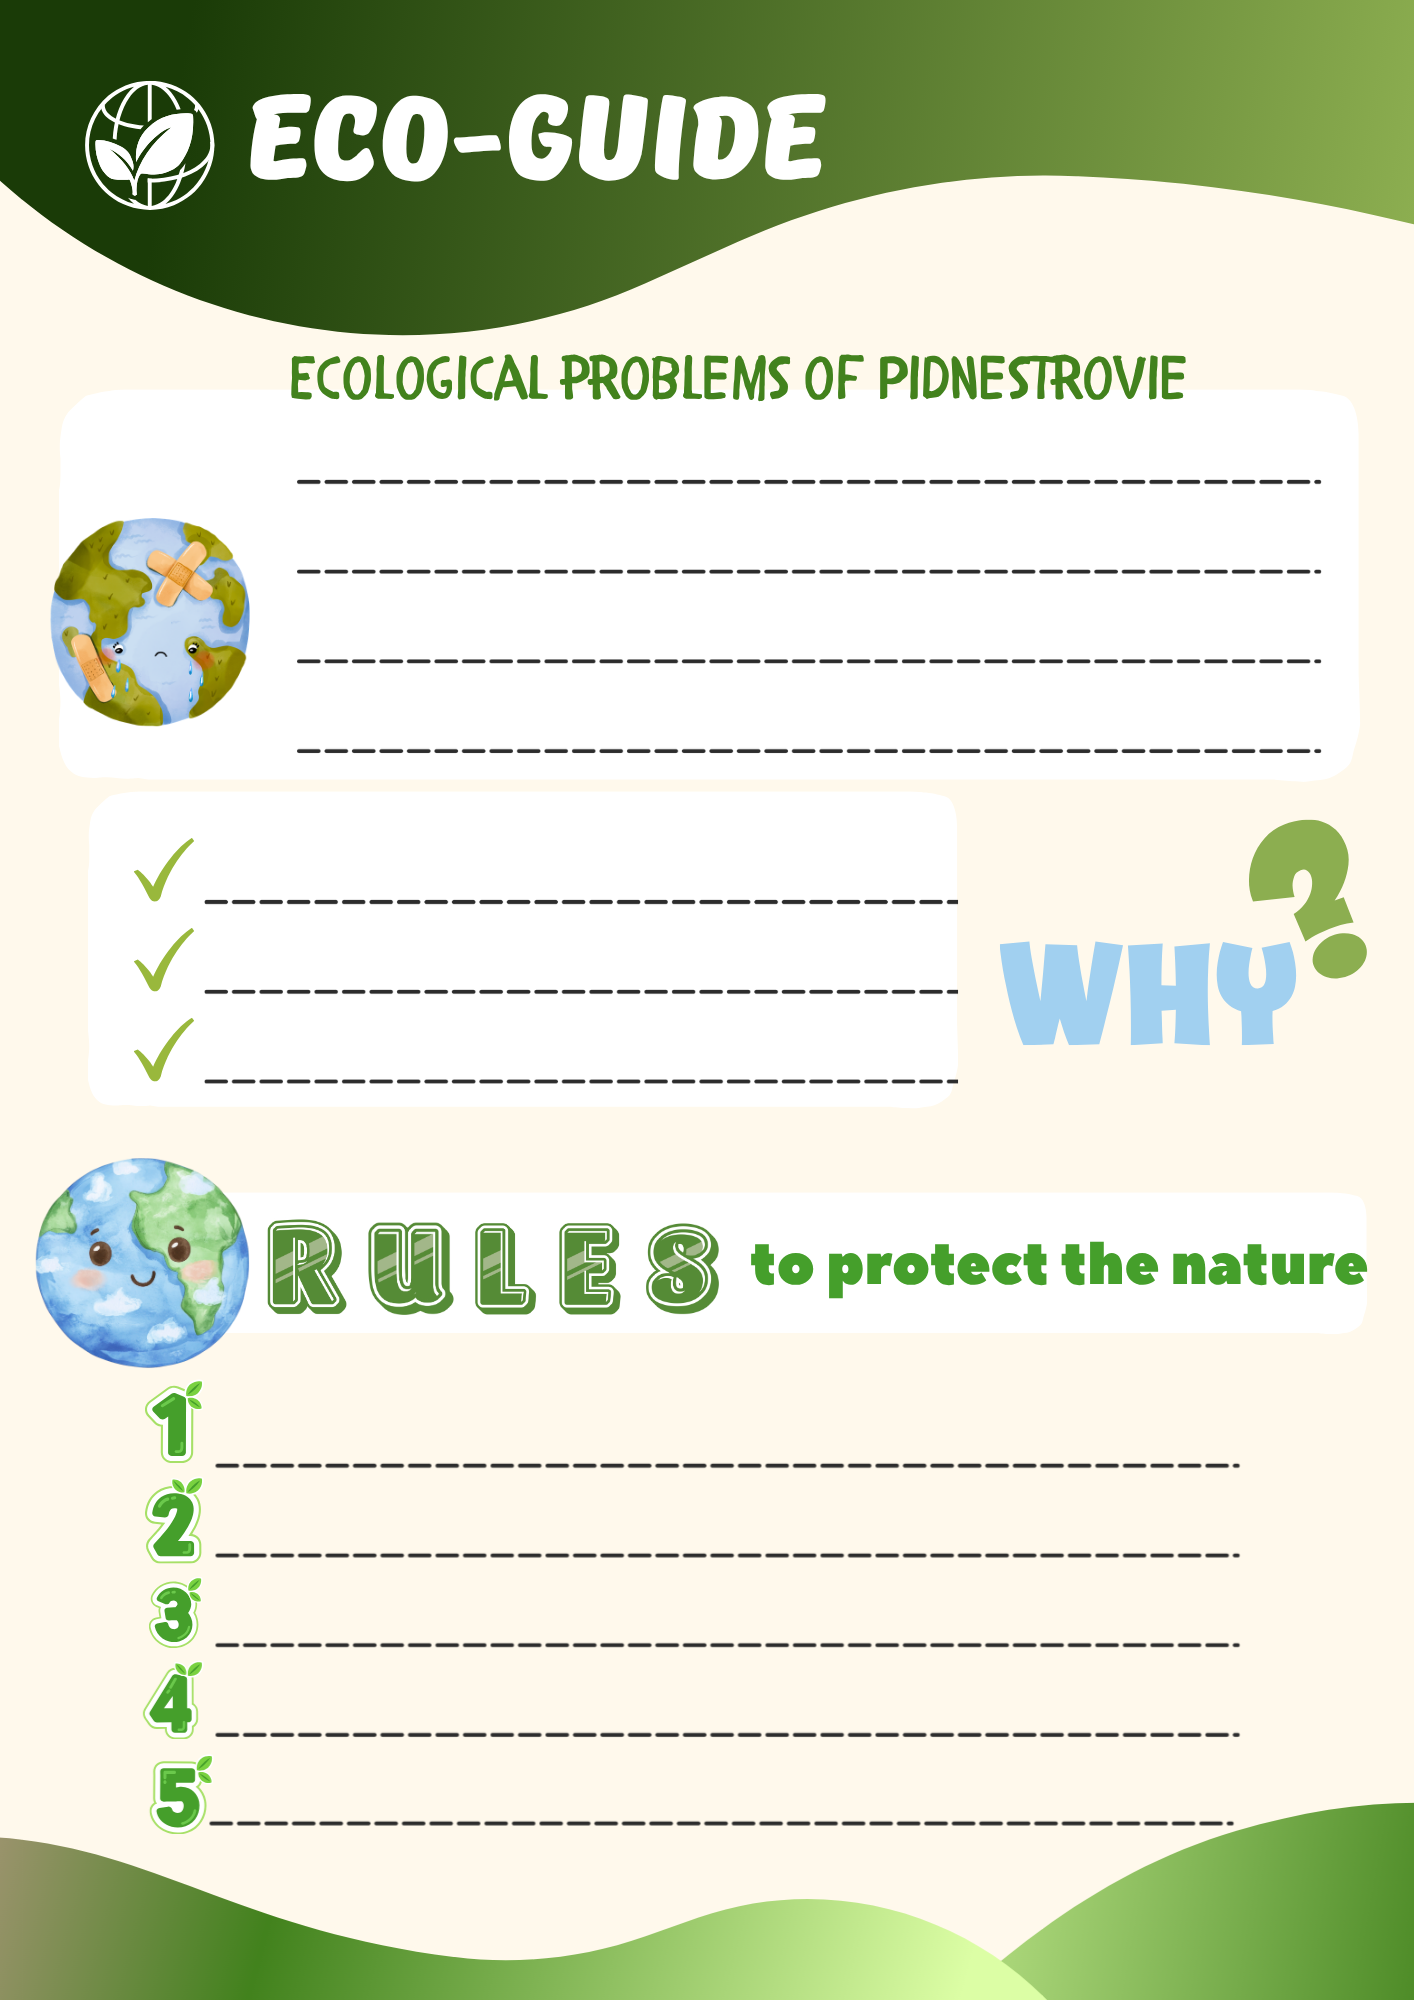 ECO-GUIDE
ECOLOGICAL PROBLEMS OF PIDNESTROVIE
WHY?
RULES to protect the nature
1
2
3
4
5